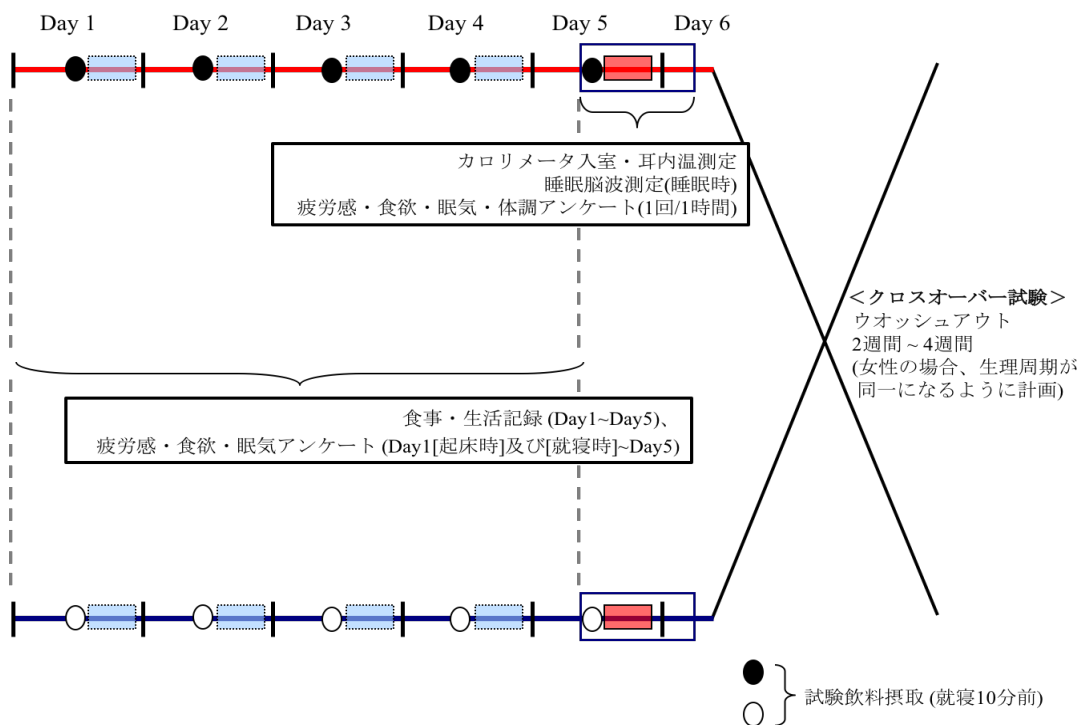 Day 1 Day 2 Day 3 Day 4 Day 5 Day 6
カロリメータ入室・耳内温測定
睡眠脳波測定(睡眠時)
疲労感・食欲・眠気・体調アンケート(1回/1時間)
＜クロスオーバー試験＞
ウオッシュアウト
2週間 ~ 4週間
(女性の場合、生理周期が
同一になるように計画)
食事・生活記録 (Day1~Day5)、
疲労感・食欲・眠気アンケート (Day1[起床時]及び[就寝時]~Day5)
試験飲料摂取 (就寝10分前)